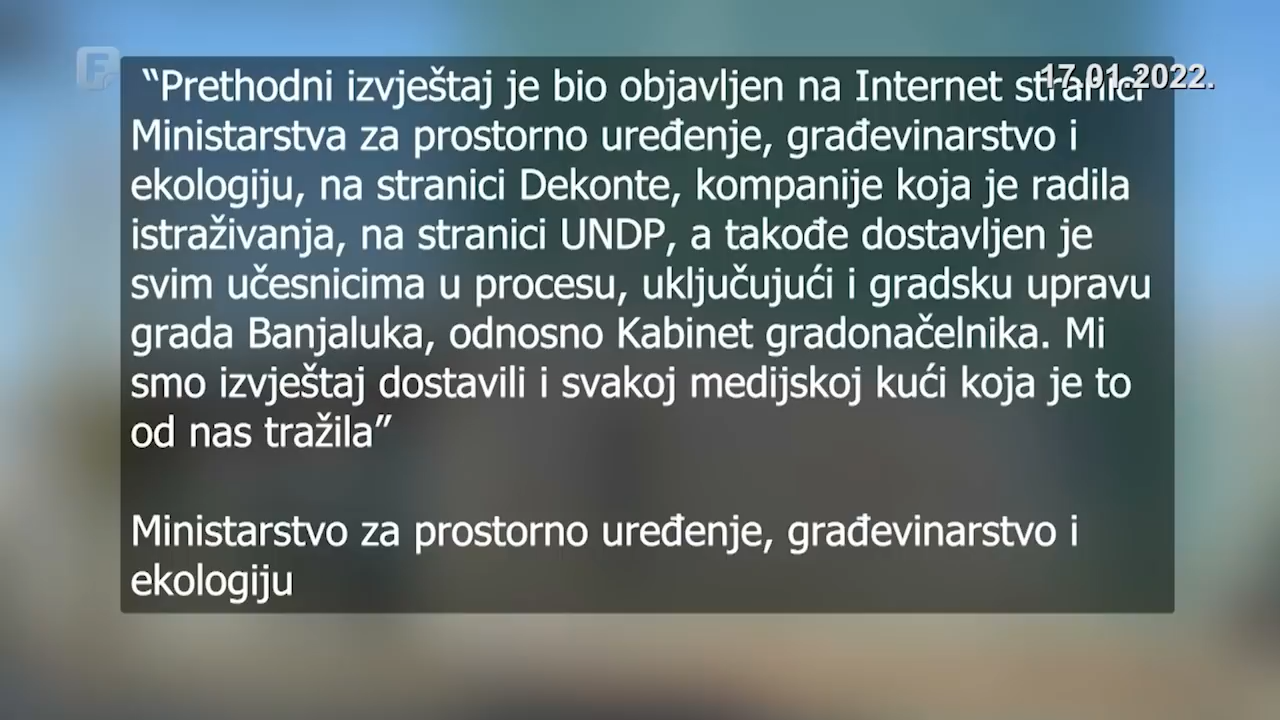 17.01.2022.
“Prethodni izvještaj je bio objavljen na Internet stranici
Ministarstva za prostorno uređenje, građevinarstvo i
ekologiju, na stranici Dekonte, kompanije koja je radila
istraživanja, na stranici UNDP, a takođe dostavljen je
svim učesnicima u procesu, uključujući i gradsku upravu
grada Banjaluka, odnosno Kabinet gradonačelnika. Mi
smo izvještaj dostavili i svakoj medijskoj kući koja je to
od nas tražila”
Ministarstvo za prostorno uređenje, građevinarstvo i
ekologiju